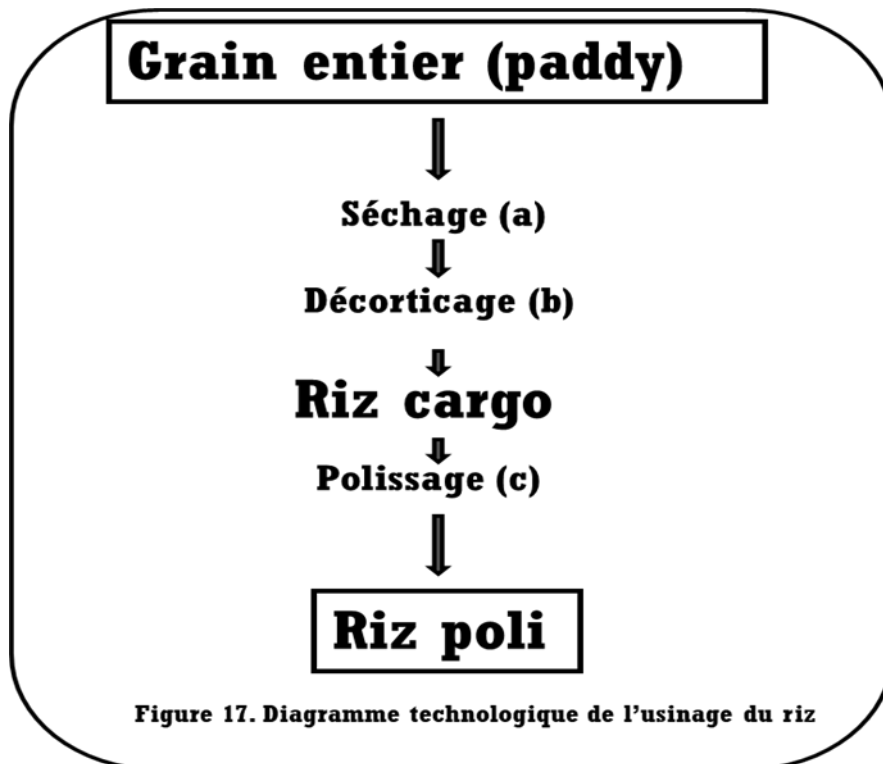 Grain entier (paddy)
Séchage (a)
Décorticage (b)
Riz cargo
Polissage (c)
Riz poli
Figure 17. Diagramme technologique de l’usinage du riz